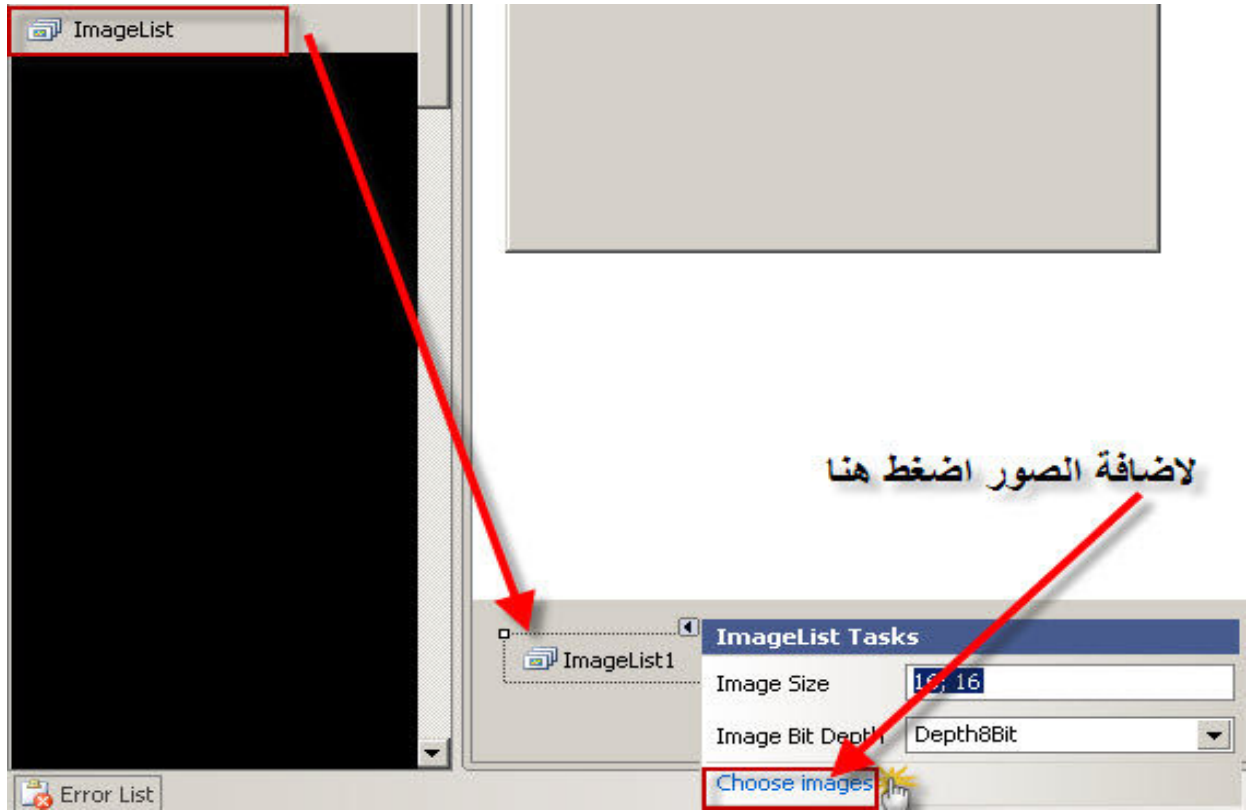 ImageList
لاضافة الصور اضغط هنا
ImageList1
ImageList Tasks
Image Size 16; 16
Image Bit Depth Depth8Bit
Choose images
Error List